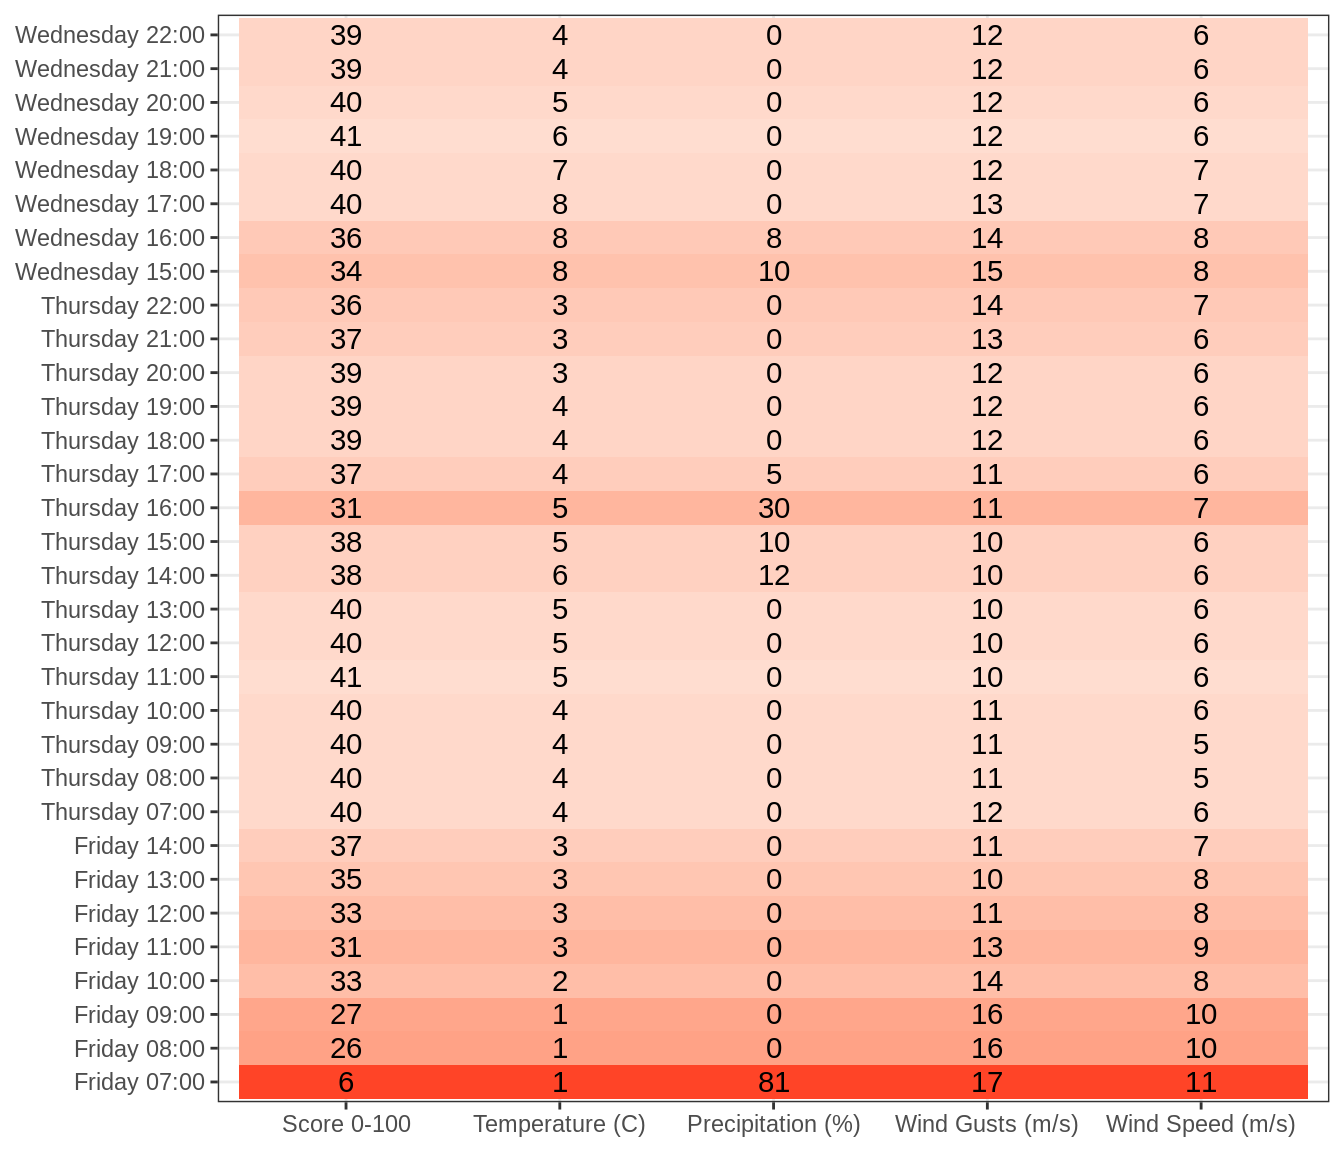 Wednesday 22:00 39 4 0 12 6
Wednesday 21:00 39 4 0 12 6
Wednesday 20:00 40 5 0 12 6
Wednesday 19:00 41 6 0 12 6
Wednesday 18:00 40 7 0 12 7
Wednesday 17:00 40 8 0 13 7
Wednesday 16:00 36 8 8 14 8
Wednesday 15:00 34 8 10 15 8
Thursday 22:00 36 3 0 14 7
Thursday 21:00 37 3 0 13 6
Thursday 20:00 39 3 0 12 6
Thursday 19:00 39 4 0 12 6
Thursday 18:00 39 4 0 12 6
Thursday 17:00 37 4 5 11 6
Thursday 16:00 31 5 30 11 7
Thursday 15:00 38 5 10 10 6
Thursday 14:00 38 6 12 10 6
Thursday 13:00 40 5 0 10 6
Thursday 12:00 40 5 0 10 6
Thursday 11:00 41 5 0 10 6
Thursday 10:00 40 4 0 11 6
Thursday 09:00 40 4 0 11 5
Thursday 08:00 40 4 0 11 5
Thursday 07:00 40 4 0 12 6
Friday 14:00 37 3 0 11 7
Friday 13:00 35 3 0 10 8
Friday 12:00 33 3 0 11 8
Friday 11:00 31 3 0 13 9
Friday 10:00 33 2 0 14 8
Friday 09:00 27 1 0 16 10
Friday 08:00 26 1 0 16 10
Friday 07:00 6 1 81 17 11
Score 0-100 Temperature (C) Precipitation (%) Wind Gusts (m/s) Wind Speed (m/s)